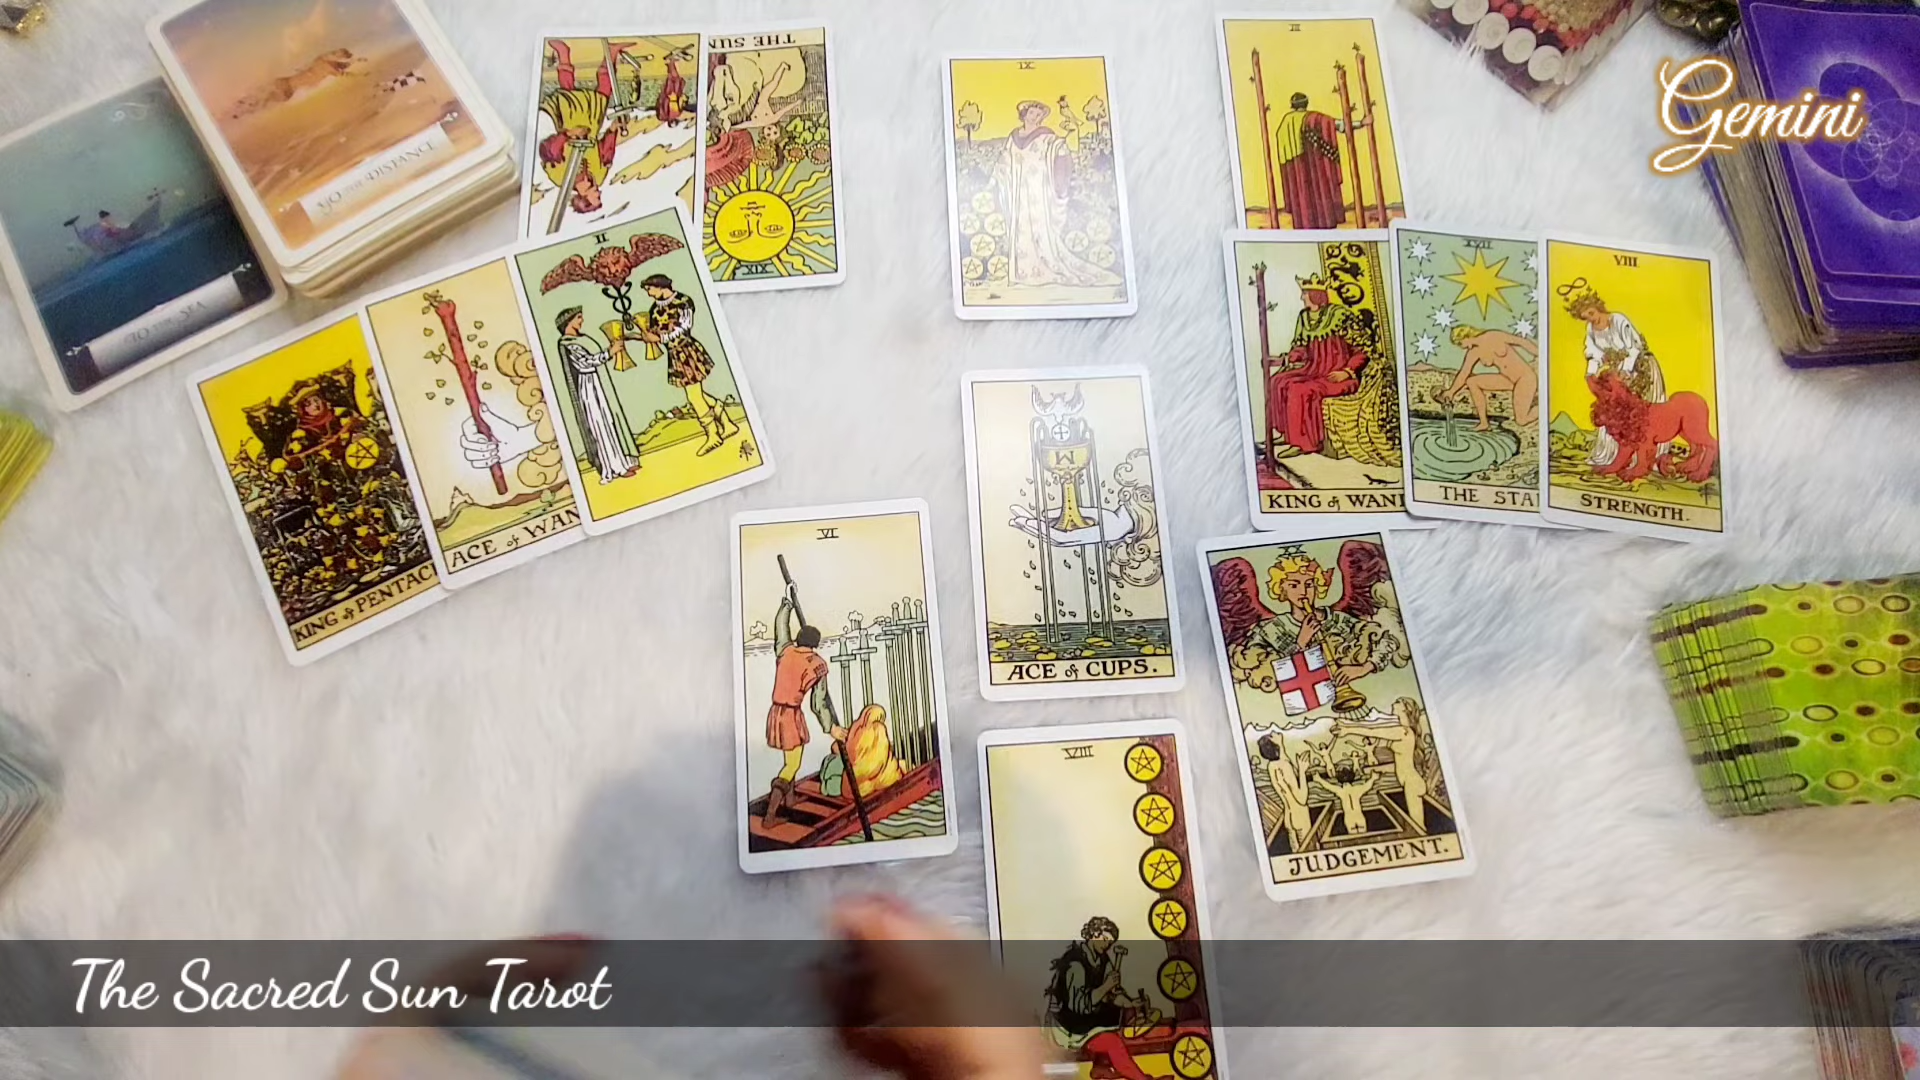 GO THE DISTANCE
TO THE SEA
THE SUN
XIX
IX
III
Gemini
II
KING of PENTAC
ACE of WAN
KING of WAN
XVII
THE STA
VIII
STRENGTH.
VI
ACE of CUPS.
XX
JUDGEMENT.
VIII
The Sacred Sun Tarot